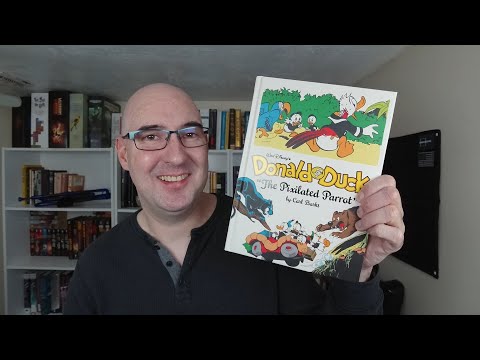 Walt Disney's
Donald Duck
"The Pixilated Parrot"
by Carl Barks